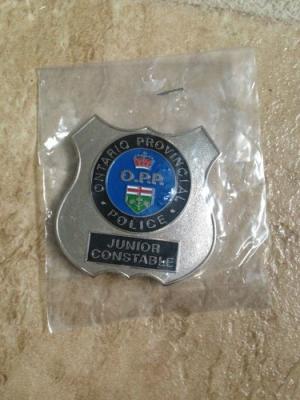 ONTARIO PROVINCIAL
O.P.P.
POLICE
JUNIOR
CONSTABLE